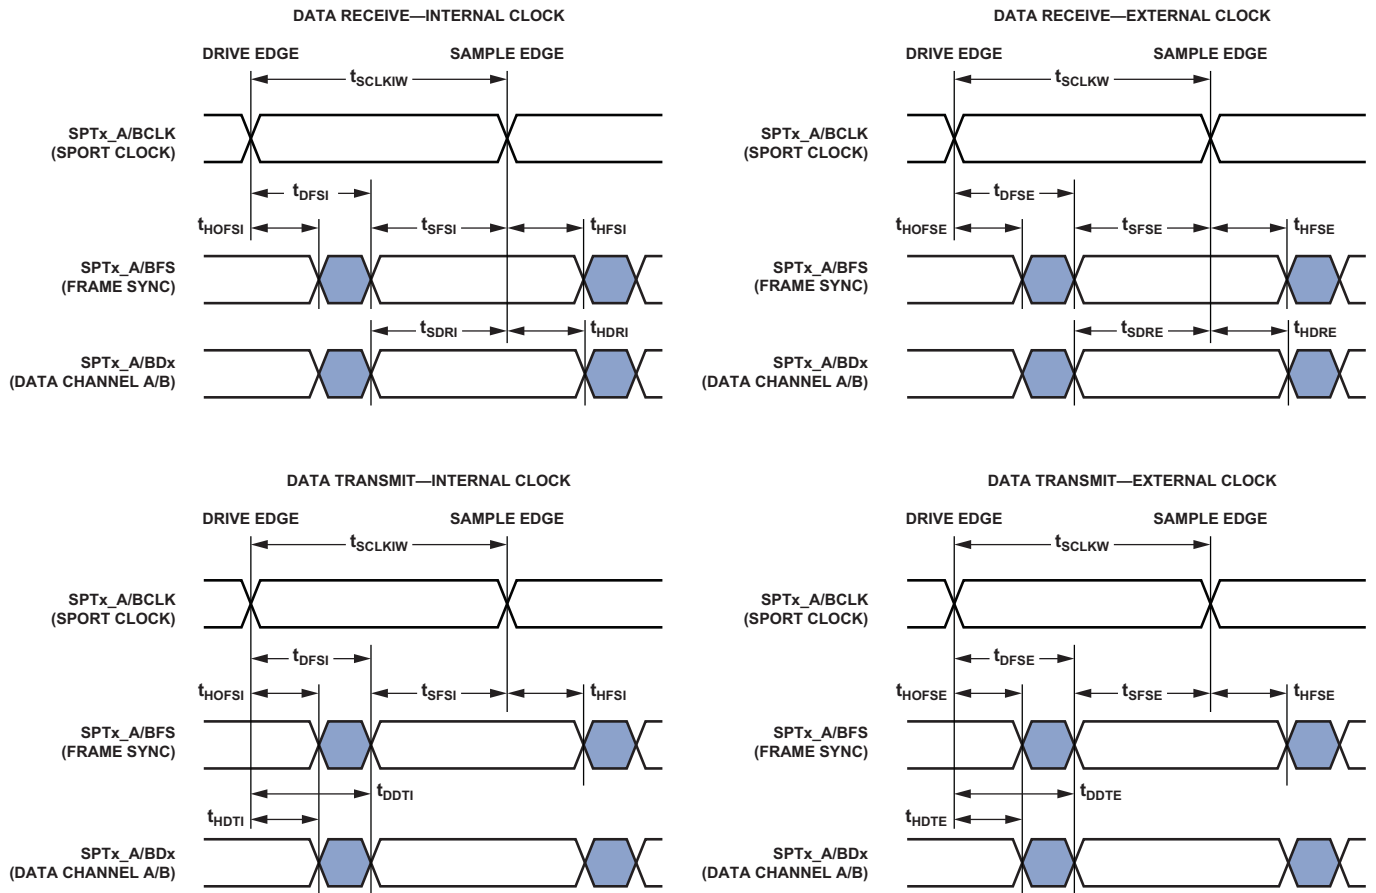 DATA RECEIVE—INTERNAL CLOCK
DRIVE EDGE
SAMPLE EDGE
tSCLKIW
SPTx_A/BCLK
(SPORT CLOCK)
tDFSI
tHOFSI
tSFSI
tHFSI
SPTx_A/BFS
(FRAME SYNC)
tSDRI
tHDRI
SPTx_A/BDx
(DATA CHANNEL A/B)
DATA RECEIVE—EXTERNAL CLOCK
DRIVE EDGE
SAMPLE EDGE
tSCLKW
SPTx_A/BCLK
(SPORT CLOCK)
tDFSE
tHOFSE
tSFSE
tHFSE
SPTx_A/BFS
(FRAME SYNC)
tSDRE
tHDRE
SPTx_A/BDx
(DATA CHANNEL A/B)
DATA TRANSMIT—INTERNAL CLOCK
DRIVE EDGE
SAMPLE EDGE
tSCLKIW
SPTx_A/BCLK
(SPORT CLOCK)
tDFSI
tHOFSI
tSFSI
tHFSI
SPTx_A/BFS
(FRAME SYNC)
tDDTI
tHDTI
SPTx_A/BDx
(DATA CHANNEL A/B)
DATA TRANSMIT—EXTERNAL CLOCK
DRIVE EDGE
SAMPLE EDGE
tSCLKW
SPTx_A/BCLK
(SPORT CLOCK)
tDFSE
tHOFSE
tSFSE
tHFSE
SPTx_A/BFS
(FRAME SYNC)
tDDTE
tHDTE
SPTx_A/BDx
(DATA CHANNEL A/B)